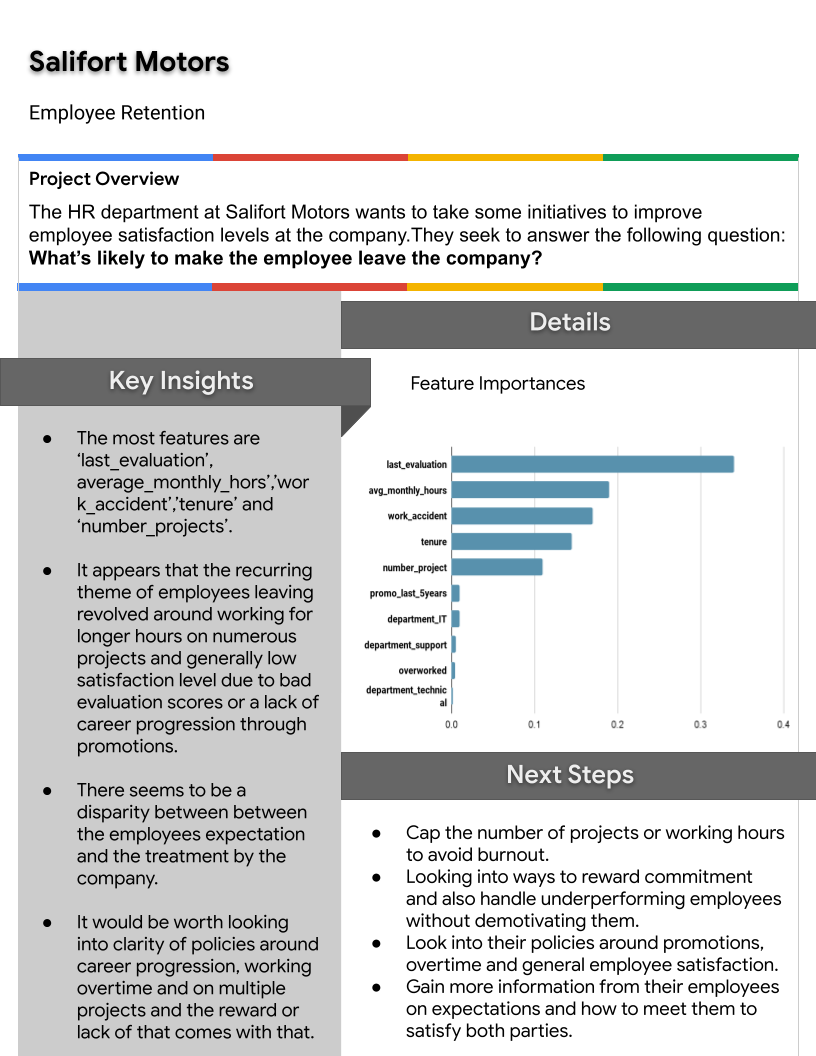 Salifort Motors
Employee Retention
Project Overview
The HR department at Salifort Motors wants to take some initiatives to improve
employee satisfaction levels at the company.They seek to answer the following question:
What's likely to make the employee leave the company?
Key Insights
● The most features are
‘last_evaluation’,
average_monthly_hors’,’wor
k_accident’,’tenure’ and
‘number_projects’.
● It appears that the recurring
theme of employees leaving
revolved around working for
longer hours on numerous
projects and generally low
satisfaction level due to bad
evaluation scores or a lack of
career progression through
promotions.
● There seems to be a
disparity between between
the employees expectation
and the treatment by the
company.
● It would be worth looking
into clarity of policies around
career progression, working
overtime and on multiple
projects and the reward or
lack of that comes with that.
Details
Feature Importances
last_evaluation
avg_monthly_hours
work_accident
tenure
number_project
promo_last_5years
department_IT
department_support
overworked
department_technic
al
0.0 0.1 0.2 0.3 0.4
Next Steps
● Cap the number of projects or working hours
to avoid burnout.
● Looking into ways to reward commitment
and also handle underperforming employees
without demotivating them.
● Look into their policies around promotions,
overtime and general employee satisfaction.
● Gain more information from their employees
on expectations and how to meet them to
satisfy both parties.